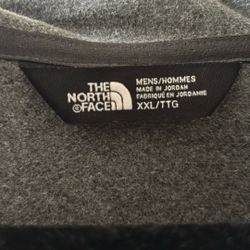 THE
NORTH
FACE
®
MENS/HOMMES
MADE IN JORDAN
FABRIQUÉ EN JORDANIE
XXL/TTG